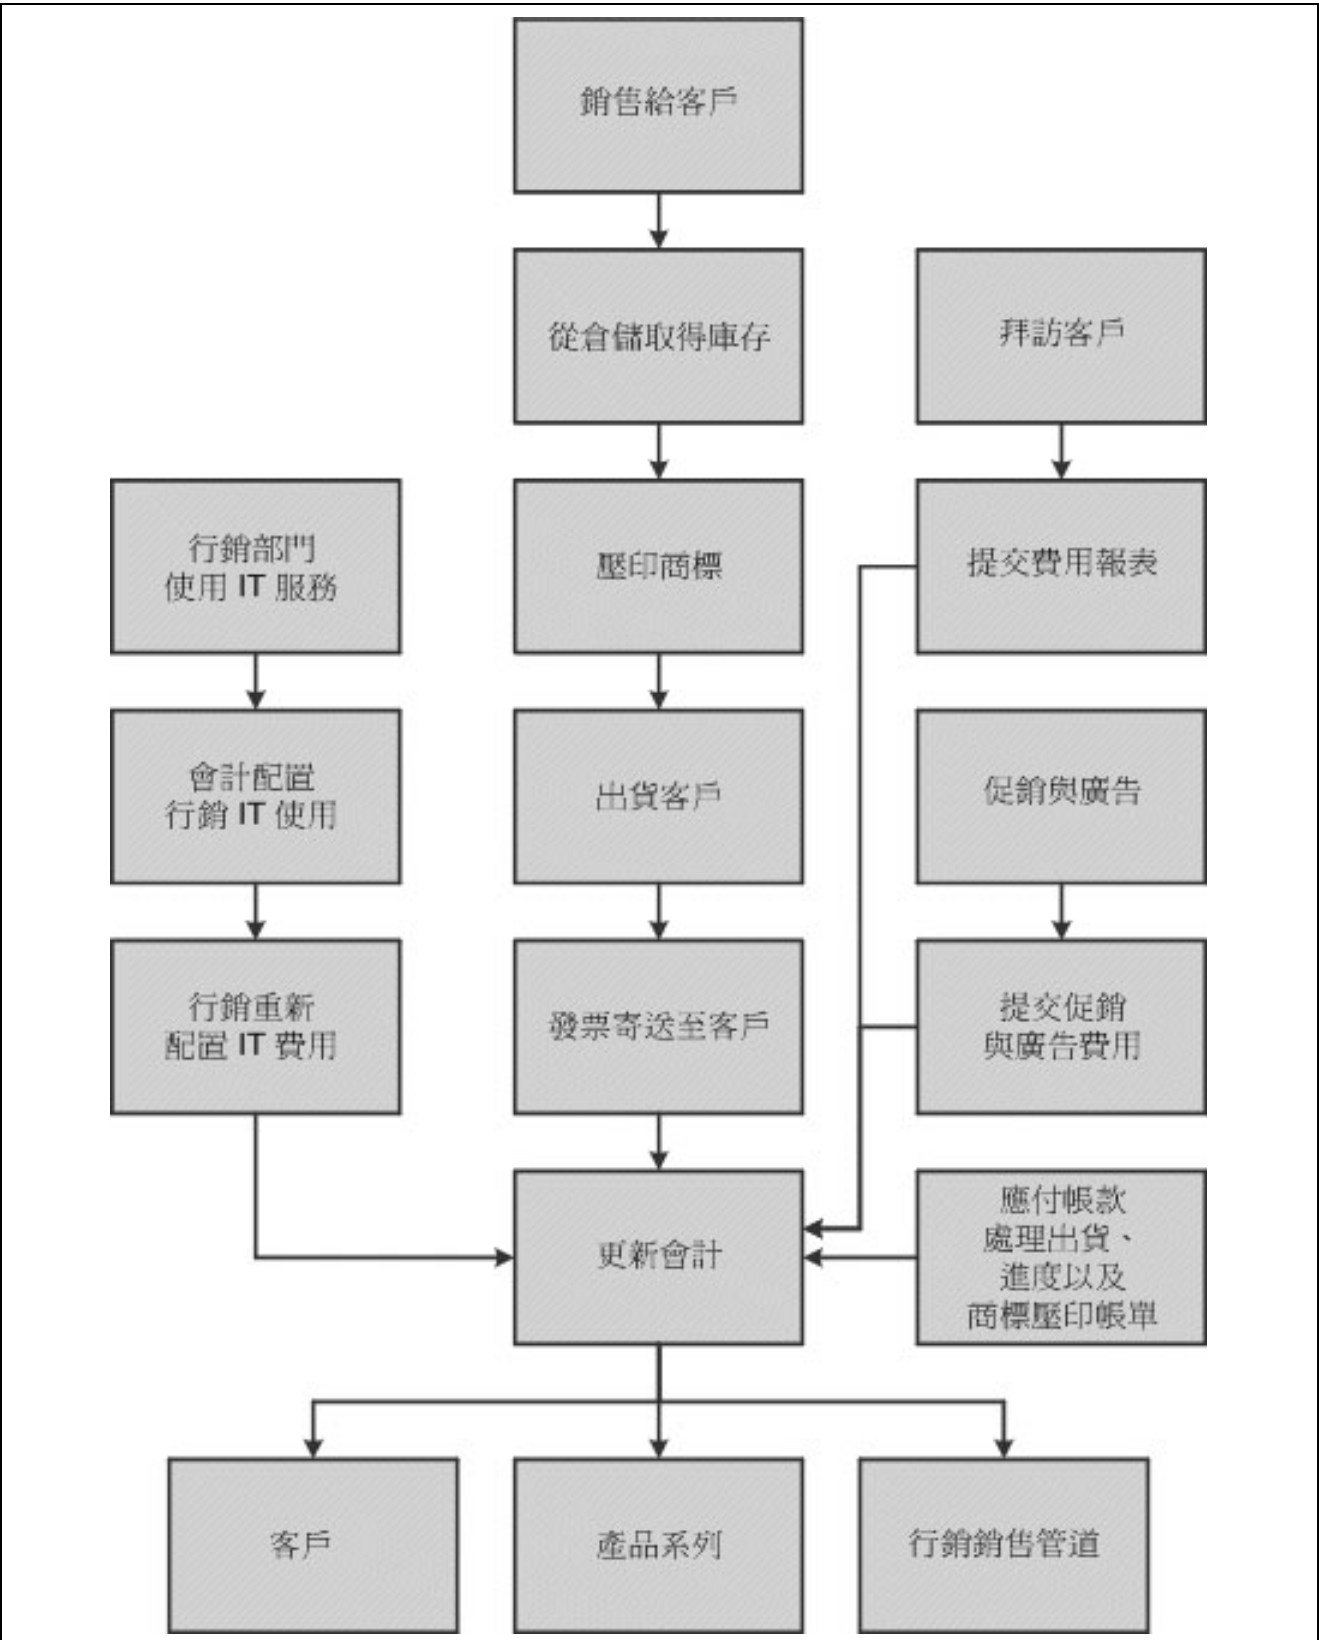 銷售給客戶
從倉儲取得庫存
拜訪客戶
行銷部門
使用 IT 服務
壓印商標
提交費用報表
會計配置
行銷 IT 使用
出貨客戶
促銷與廣告
行銷重新
配置 IT 費用
發票寄送至客戶
提交促銷
與廣告費用
更新會計
應付帳款
處理出貨、
進度以及
商標壓印帳單
客戶
產品系列
行銷銷售管道